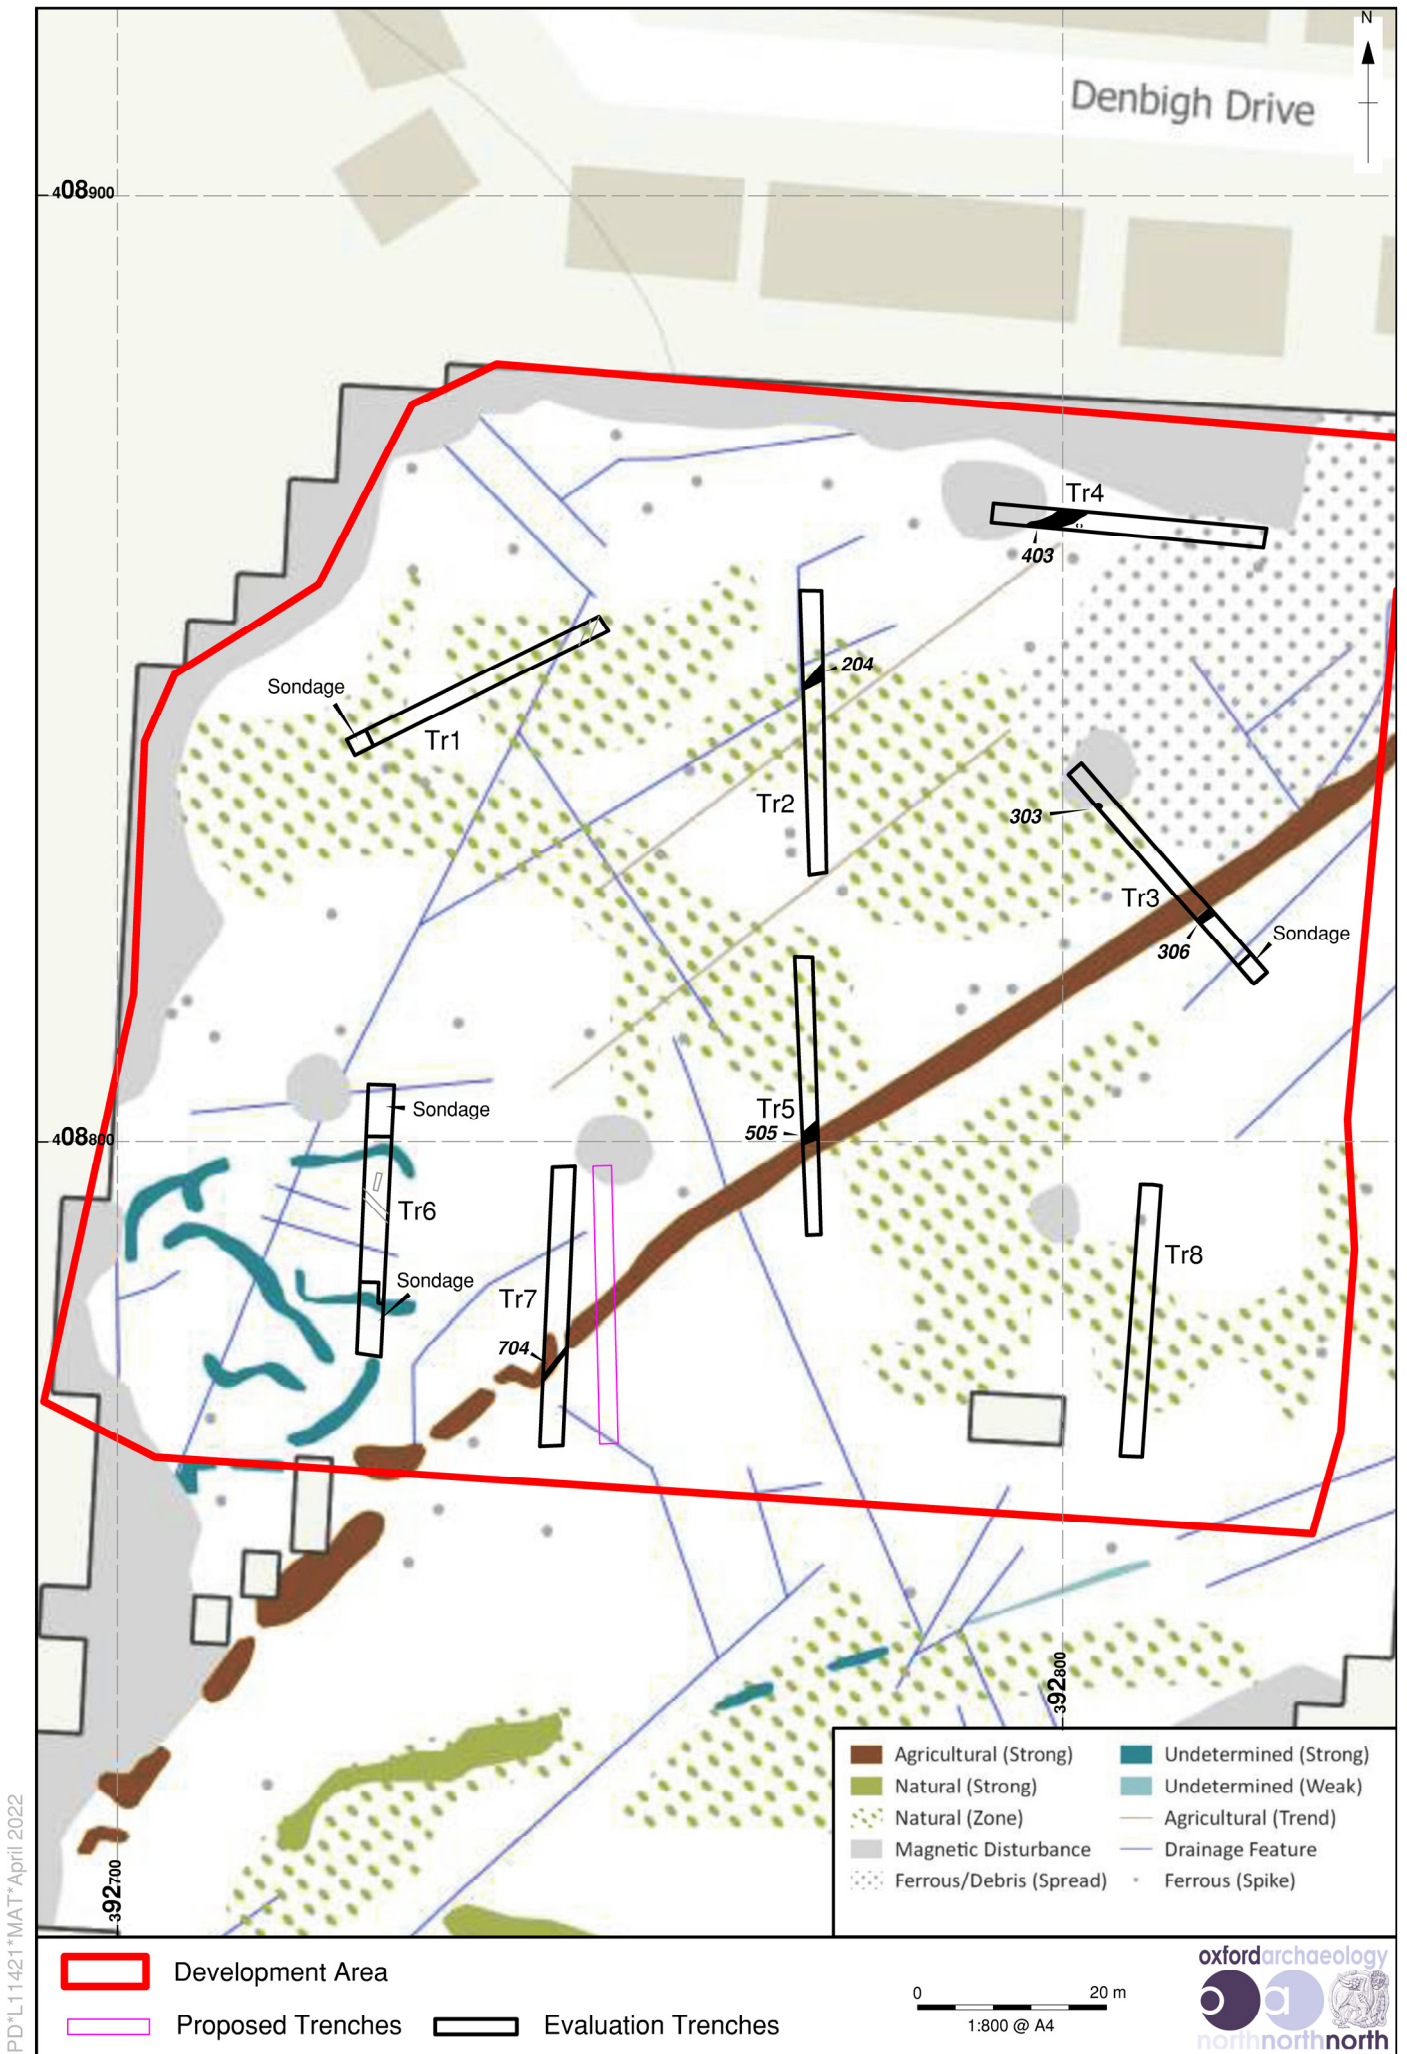 N
Denbigh Drive
408900
Tr4
403
204
Sondage
Tr1
Tr2
303
Tr3
306
Sondage
Sondage
Tr5
505
408800
Tr6
Tr8
Sondage
Tr7
704
392800
392700
Agricultural (Strong)
Natural (Strong)
Natural (Zone)
Magnetic Disturbance
Ferrous/Debris (Spread)
Undetermined (Strong)
Undetermined (Weak)
Agricultural (Trend)
Drainage Feature
Ferrous (Spike)
PD*L11421*MAT*April 2022
Development Area
Proposed Trenches
Evaluation Trenches
0 20 m
1:800 @ A4
oxfordarchaeology
o a
northnorthnorth